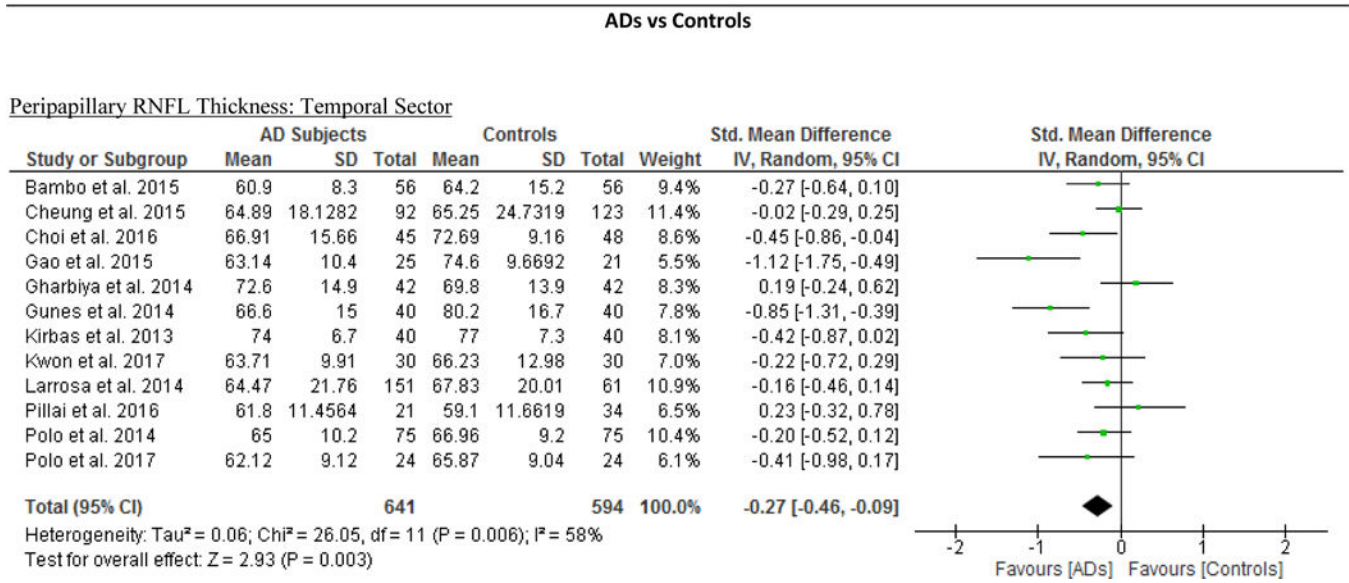 ADs vs Controls
Peripapillary RNFL Thickness: Temporal Sector
AD Subjects Controls Std. Mean Difference Std. Mean Difference
Study or Subgroup Mean SD Total Mean SD Total Weight IV, Random, 95% CI IV, Random, 95% CI
Bambo et al. 2015 60.9 8.3 56 64.2 15.2 56 9.4% -0.27 [-0.64, 0.10]
Cheung et al. 2015 64.89 18.1282 92 65.25 24.7319 123 11.4% -0.02 [-0.29, 0.25]
Choi et al. 2016 66.91 15.66 45 72.69 9.16 48 8.6% -0.45 [-0.86, -0.04]
Gao et al. 2015 63.14 10.4 25 74.6 9.6692 21 5.5% -1.12 [-1.75, -0.49]
Gharbiya et al. 2014 72.6 14.9 42 69.8 13.9 42 8.3% 0.19 [-0.24, 0.62]
Gunes et al. 2014 66.6 15 40 80.2 16.7 40 7.8% -0.85 [-1.31, -0.39]
Kirbas et al. 2013 74 6.7 40 77 7.3 40 8.1% -0.42 [-0.87, 0.02]
Kwon et al. 2017 63.71 9.91 30 66.23 12.98 30 7.0% -0.22 [-0.72, 0.29]
Larrosa et al. 2014 64.47 21.76 151 67.83 20.01 61 10.9% -0.16 [-0.46, 0.14]
Pillai et al. 2016 61.8 11.4564 21 59.1 11.6619 34 6.5% 0.23 [-0.32, 0.78]
Polo et al. 2014 65 10.2 75 66.96 9.2 75 10.4% -0.20 [-0.52, 0.12]
Polo et al. 2017 62.12 9.12 24 65.87 9.04 24 6.1% -0.41 [-0.98, 0.17]
Total (95% CI) 641 594 100.0% -0.27 [-0.46, -0.09]
Heterogeneity: Tau² = 0.06; Chi² = 26.05, df = 11 (P = 0.006); I² = 58%
Test for overall effect: Z = 2.93 (P = 0.003)
-2 -1 0 1 2
Favours [ADs] Favours [Controls]